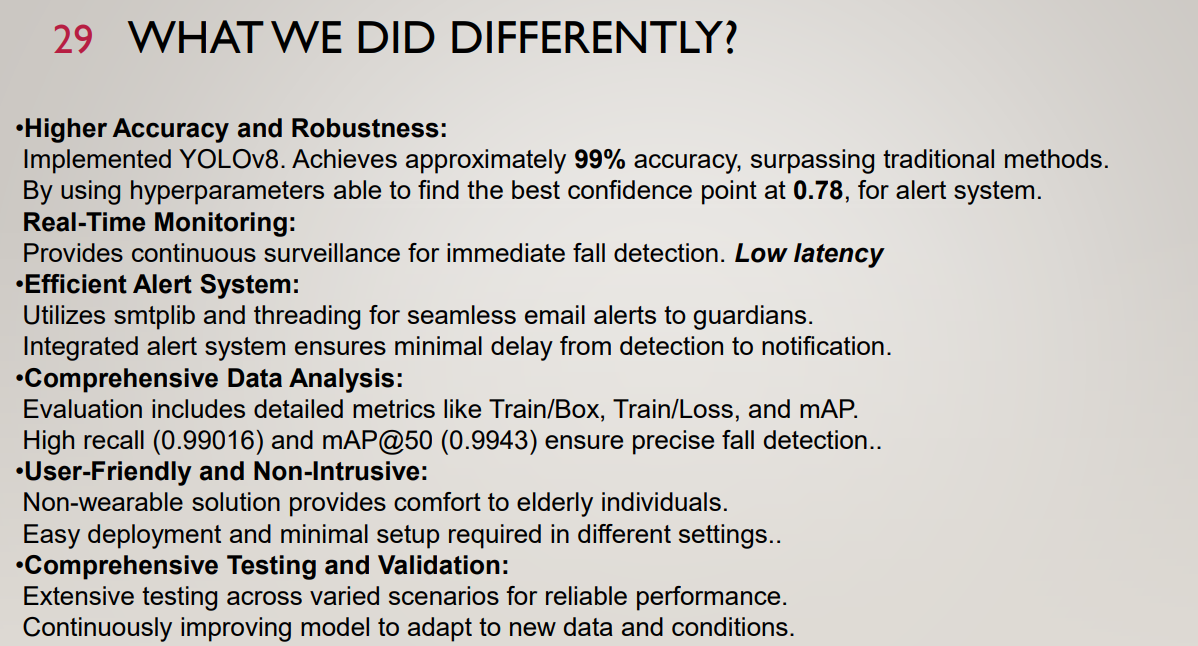 29 WHAT WE DID DIFFERENTLY?
•Higher Accuracy and Robustness:
Implemented YOLOv8. Achieves approximately 99% accuracy, surpassing traditional methods.
By using hyperparameters able to find the best confidence point at 0.78, for alert system.
Real-Time Monitoring:
Provides continuous surveillance for immediate fall detection. Low latency
•Efficient Alert System:
Utilizes smtplib and threading for seamless email alerts to guardians.
Integrated alert system ensures minimal delay from detection to notification.
•Comprehensive Data Analysis:
Evaluation includes detailed metrics like Train/Box, Train/Loss, and mAP.
High recall (0.99016) and mAP@50 (0.9943) ensure precise fall detection..
•User-Friendly and Non-Intrusive:
Non-wearable solution provides comfort to elderly individuals.
Easy deployment and minimal setup required in different settings..
•Comprehensive Testing and Validation:
Extensive testing across varied scenarios for reliable performance.
Continuously improving model to adapt to new data and conditions.